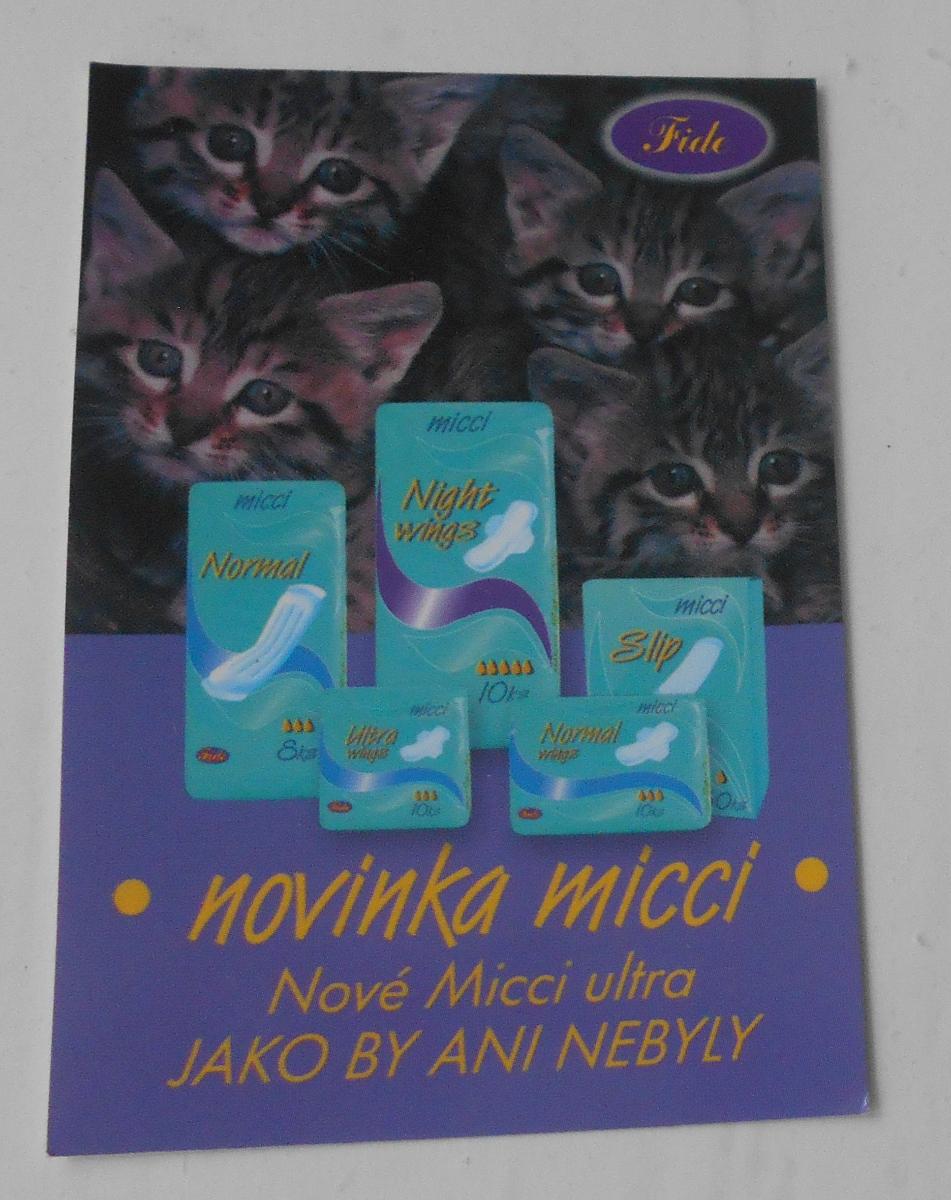 Fide
micci
Night
wings
10ks
micci
Normal
8ks
micci
Slip
micci
Ultra
wings
10ks
micci
Normal
wings
10ks
• novinka micci •
Nové Micci ultra
JAKO BY ANI NEBYLY